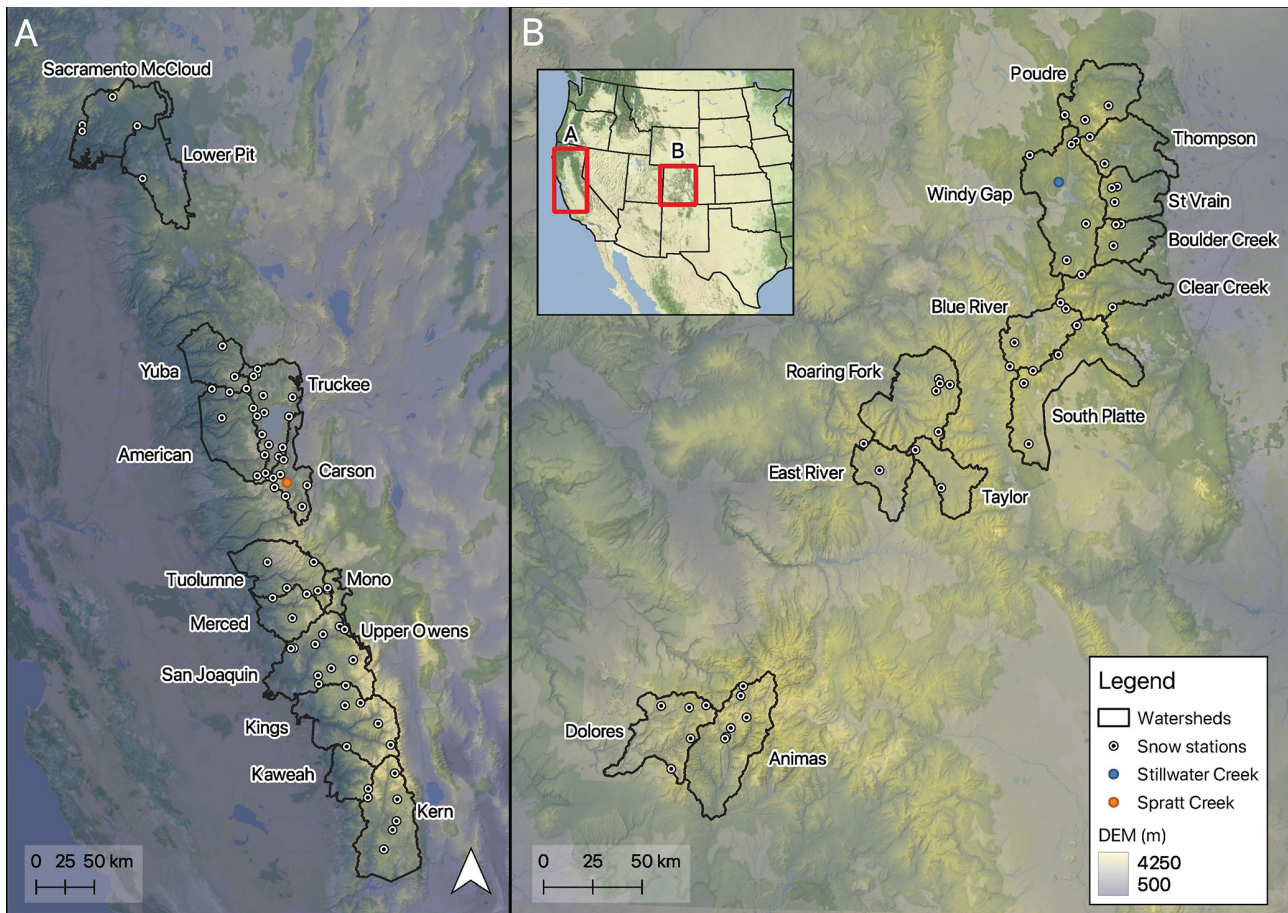 A
Sacramento McCloud
Lower Pit
Yuba
Truckee
American
Carson
Tuolumne
Mono
Merced
Upper Owens
San Joaquin
Kings
Kaweah
Kern
0 25 50 km
B
A
B
Poudre
Thompson
Windy Gap
St Vrain
Boulder Creek
Clear Creek
Blue River
Roaring Fork
South Platte
East River
Taylor
Dolores
Animas
0 25 50 km
Legend
Watersheds
Snow stations
Stillwater Creek
Spratt Creek
DEM (m)
4250
500